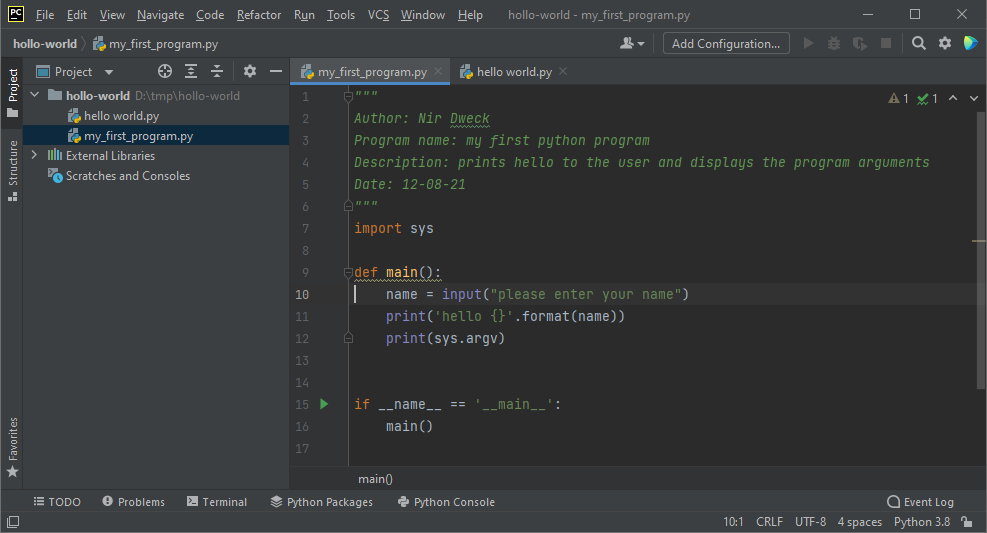 PC File Edit View Navigate Code Refactor Run Tools VCS Window Help hollo-world - my_first_program.py
hollo-world my_first_program.py Add Configuration...
Project
Project
my_first_program.py
hello world.py
hollo-world D:\tmp\hollo-world
hello world.py
my_first_program.py
External Libraries
Scratches and Consoles
Structure
Favorites
1 """
2 Author: Nir Dweck
3 Program name: my first python program
4 Description: prints hello to the user and displays the program arguments
5 Date: 12-08-21
6 """
7 import sys
8
9 def main():
10 name = input("please enter your name")
11 print('hello {}'.format(name))
12 print(sys.argv)
13
14
15 if __name__ == '__main__':
16 main()
17
1 1
main()
TODO Problems Terminal Python Packages Python Console Event Log
10:1 CRLF UTF-8 4 spaces Python 3.8